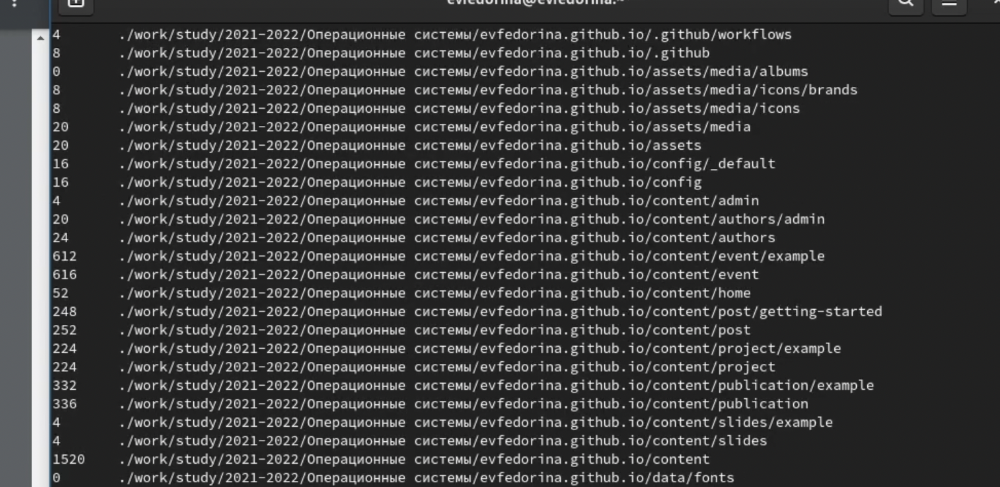 evfedorina@evfedorina:~
4 ./work/study/2021-2022/Операционные системы/evfedorina.github.io/.github/workflows
8 ./work/study/2021-2022/Операционные системы/evfedorina.github.io/.github
0 ./work/study/2021-2022/Операционные системы/evfedorina.github.io/assets/media/albums
8 ./work/study/2021-2022/Операционные системы/evfedorina.github.io/assets/media/icons/brands
8 ./work/study/2021-2022/Операционные системы/evfedorina.github.io/assets/media/icons
20 ./work/study/2021-2022/Операционные системы/evfedorina.github.io/assets/media
20 ./work/study/2021-2022/Операционные системы/evfedorina.github.io/assets
16 ./work/study/2021-2022/Операционные системы/evfedorina.github.io/config/_default
16 ./work/study/2021-2022/Операционные системы/evfedorina.github.io/config
4 ./work/study/2021-2022/Операционные системы/evfedorina.github.io/content/admin
20 ./work/study/2021-2022/Операционные системы/evfedorina.github.io/content/authors/admin
24 ./work/study/2021-2022/Операционные системы/evfedorina.github.io/content/authors
612 ./work/study/2021-2022/Операционные системы/evfedorina.github.io/content/event/example
616 ./work/study/2021-2022/Операционные системы/evfedorina.github.io/content/event
52 ./work/study/2021-2022/Операционные системы/evfedorina.github.io/content/home
248 ./work/study/2021-2022/Операционные системы/evfedorina.github.io/content/post/getting-started
252 ./work/study/2021-2022/Операционные системы/evfedorina.github.io/content/post
224 ./work/study/2021-2022/Операционные системы/evfedorina.github.io/content/project/example
224 ./work/study/2021-2022/Операционные системы/evfedorina.github.io/content/project
332 ./work/study/2021-2022/Операционные системы/evfedorina.github.io/content/publication/example
336 ./work/study/2021-2022/Операционные системы/evfedorina.github.io/content/publication
4 ./work/study/2021-2022/Операционные системы/evfedorina.github.io/content/slides/example
4 ./work/study/2021-2022/Операционные системы/evfedorina.github.io/content/slides
1520 ./work/study/2021-2022/Операционные системы/evfedorina.github.io/content
0 ./work/study/2021-2022/Операционные системы/evfedorina.github.io/data/fonts